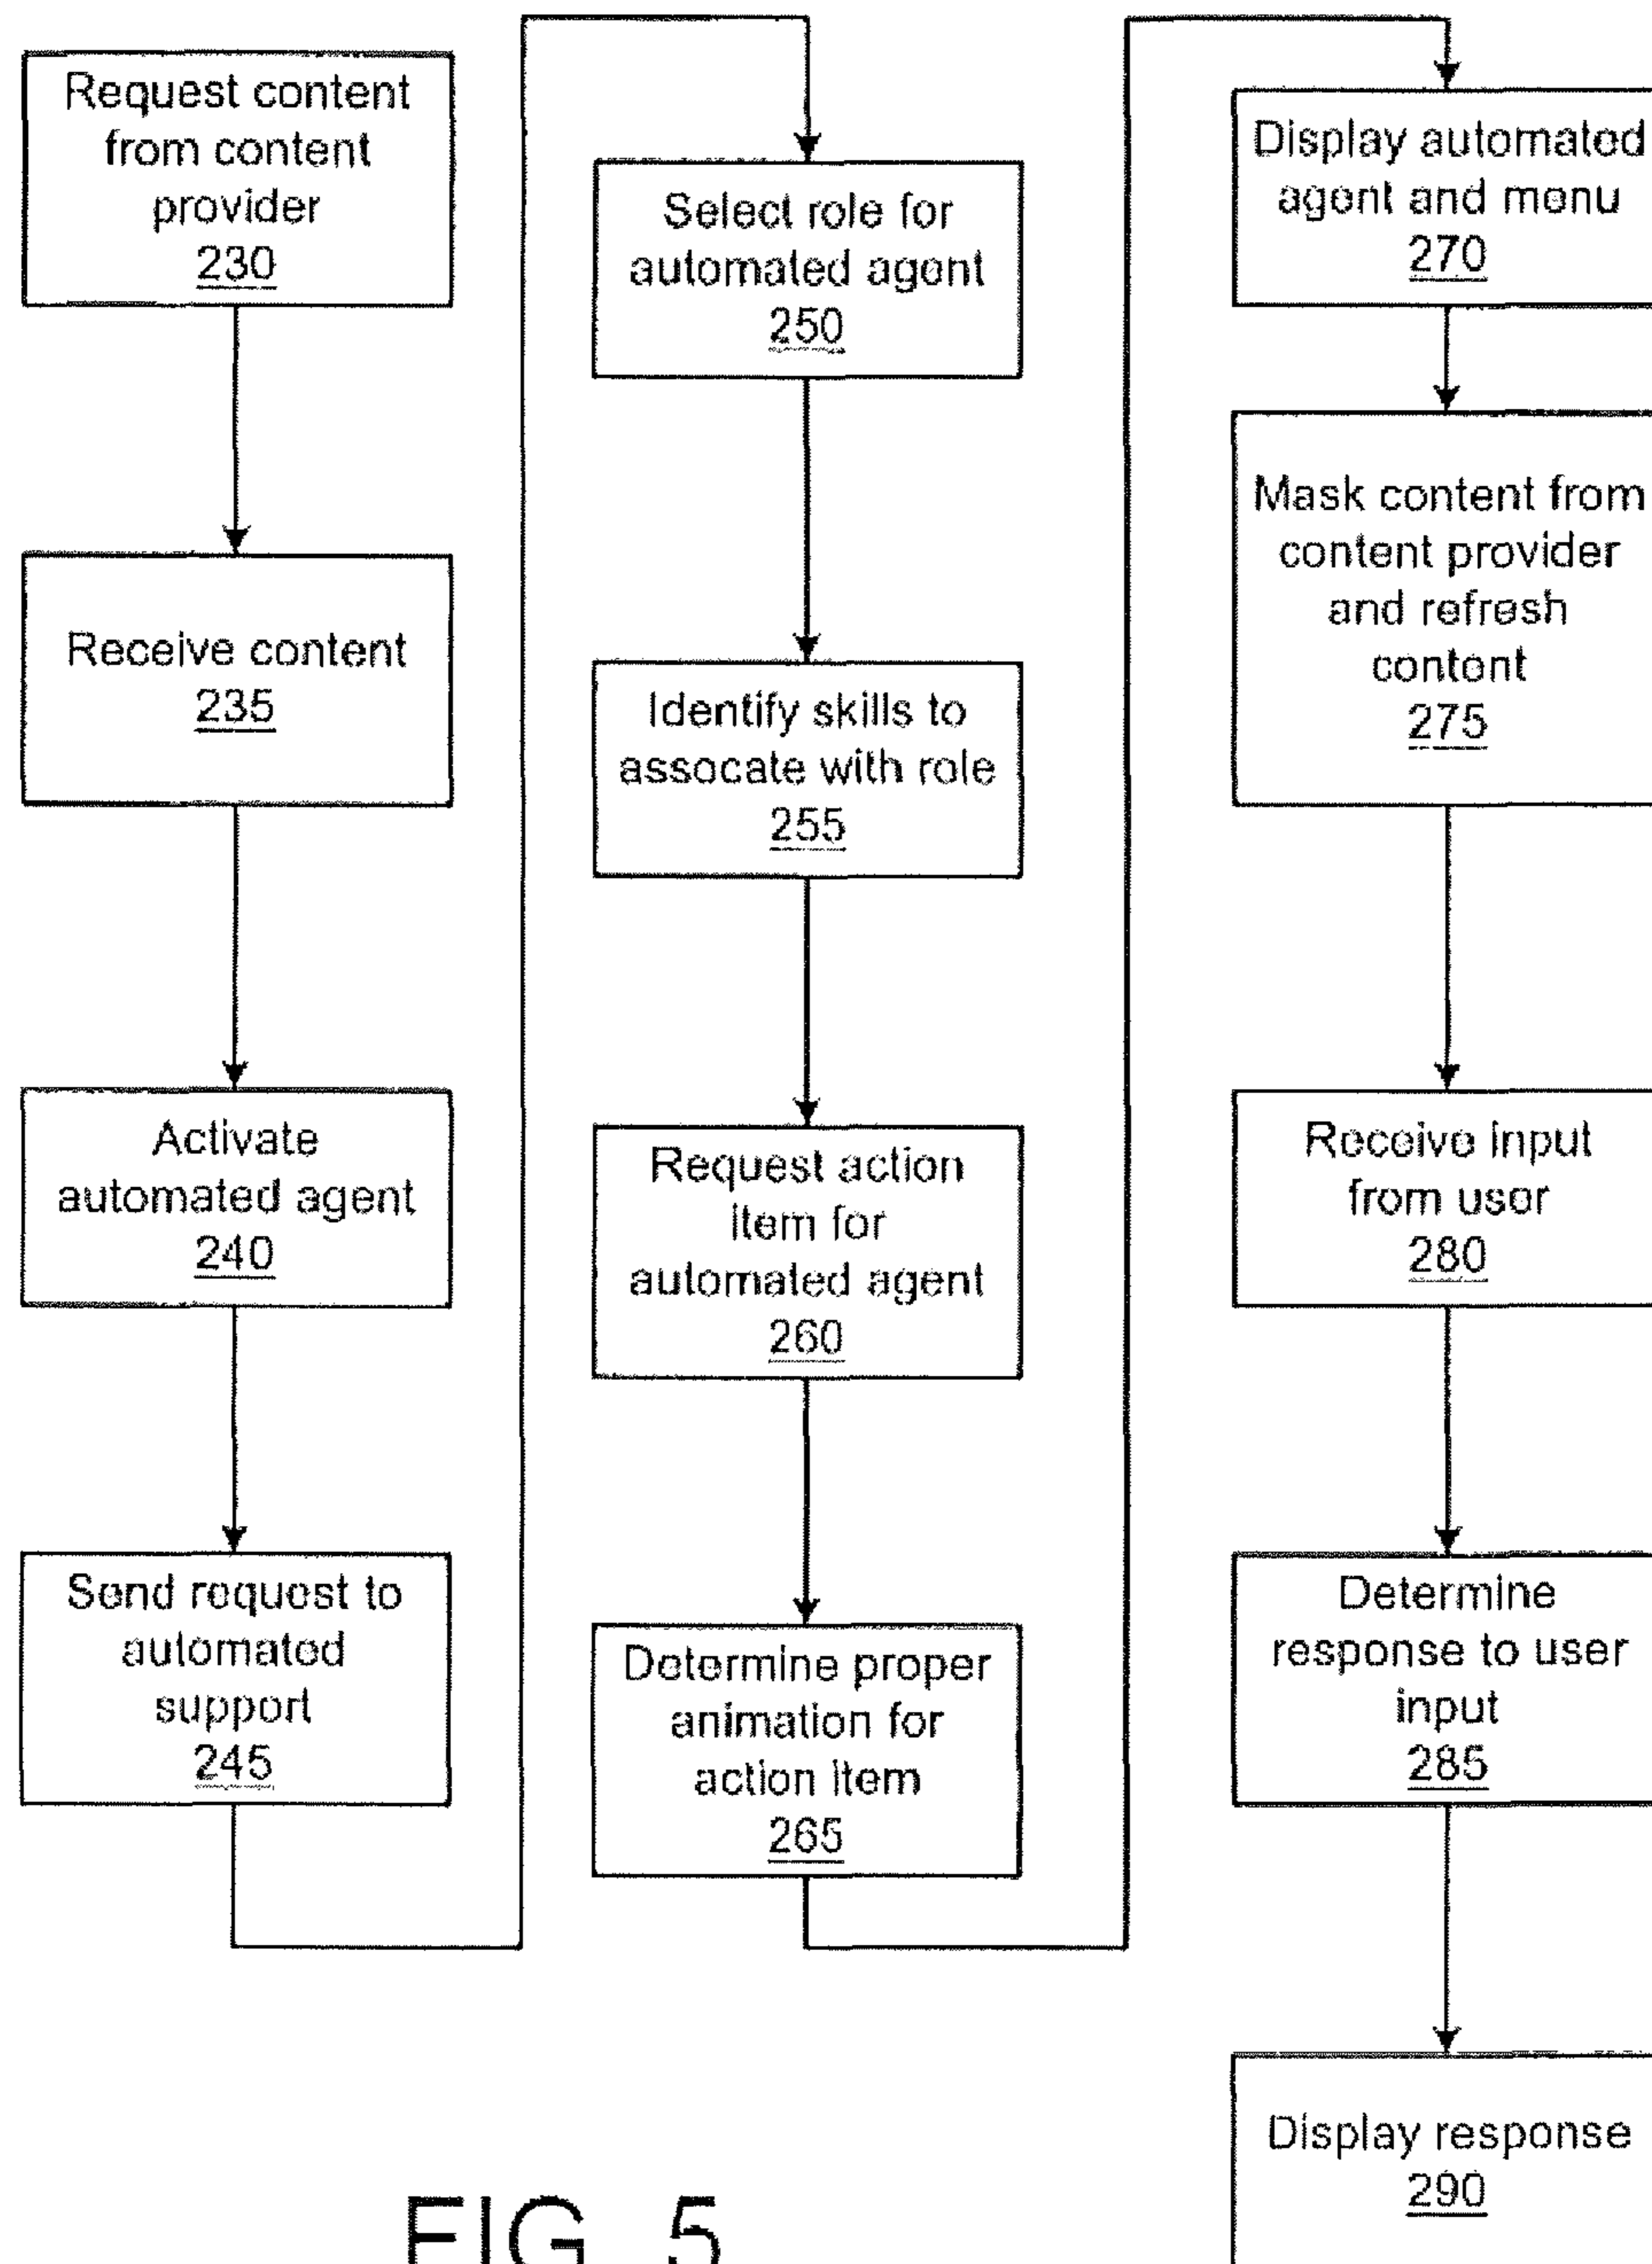 Request content
from content
provider
230
Receive content
235
Activate
automated agent
240
Send request to
automated
support
245
Select role for
automated agent
250
Identify skills to
assocate with role
255
Request action
item for
automated agent
260
Determine proper
animation for
action item
265
Display automated
agent and menu
270
Mask content from
content provider
and refresh
content
275
Receive input
from user
280
Determine
response to user
input
285
Display response
290
FIG. 5